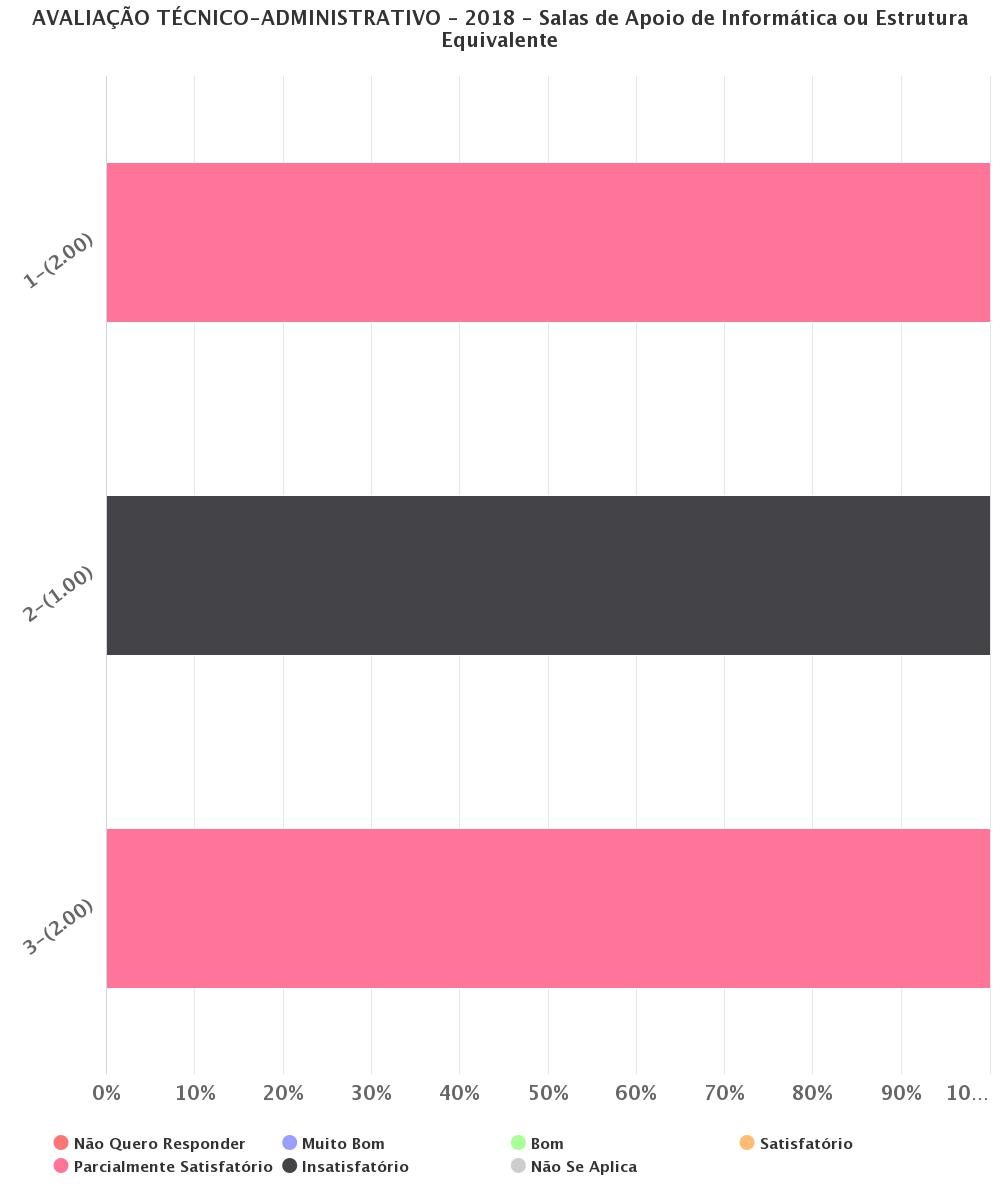 AVALIAÇÃO TÉCNICO-ADMINISTRATIVO - 2018 - Salas de Apoio de Informática ou Estrutura
Equivalente
1-(2.00)
2-(1.00)
3-(2.00)
0% 10% 20% 30% 40% 50% 60% 70% 80% 90% 10...
Não Quero Responder Muito Bom Bom Satisfatório
Parcialmente Satisfatório Insatisfatório Não Se Aplica